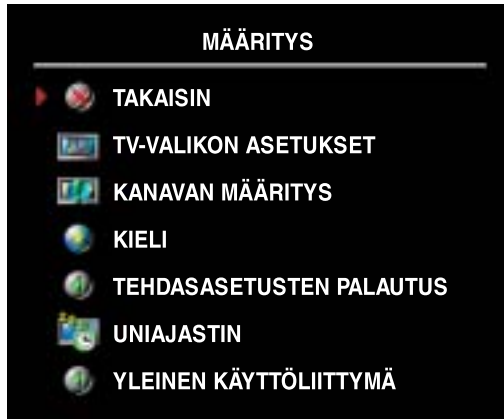 MÄÄRITYS
TAKAISIN
TV-VALIKON ASETUKSET
KANAVAN MÄÄRITYS
KIELI
TEHDASASETUSTEN PALAUTUS
UNIAJASTIN
YLEINEN KÄYTTÖLIITTYMÄ